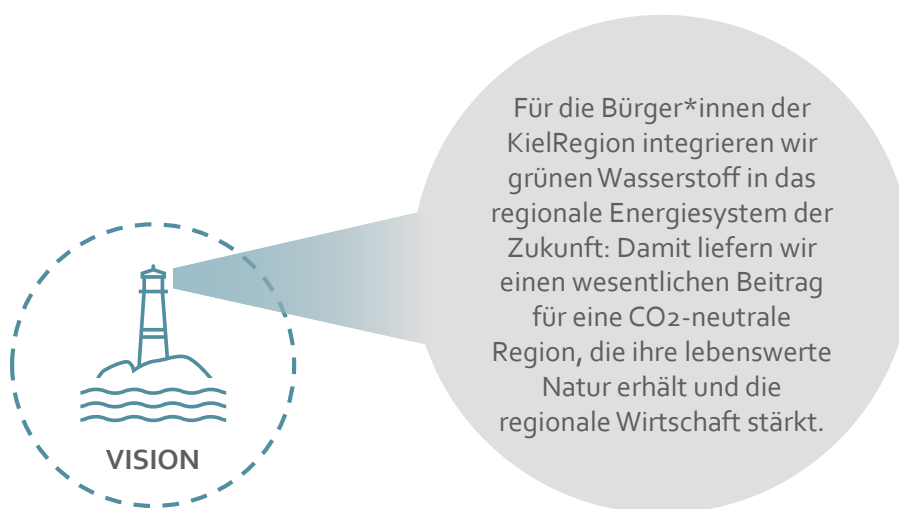 Für die Bürger*innen der
KielRegion integrieren wir
grünen Wasserstoff in das
regionale Energiesystem der
Zukunft: Damit liefern wir
einen wesentlichen Beitrag
für eine CO2-neutrale
Region, die ihre lebenswerte
Natur erhält und die
regionale Wirtschaft stärkt.
VISION